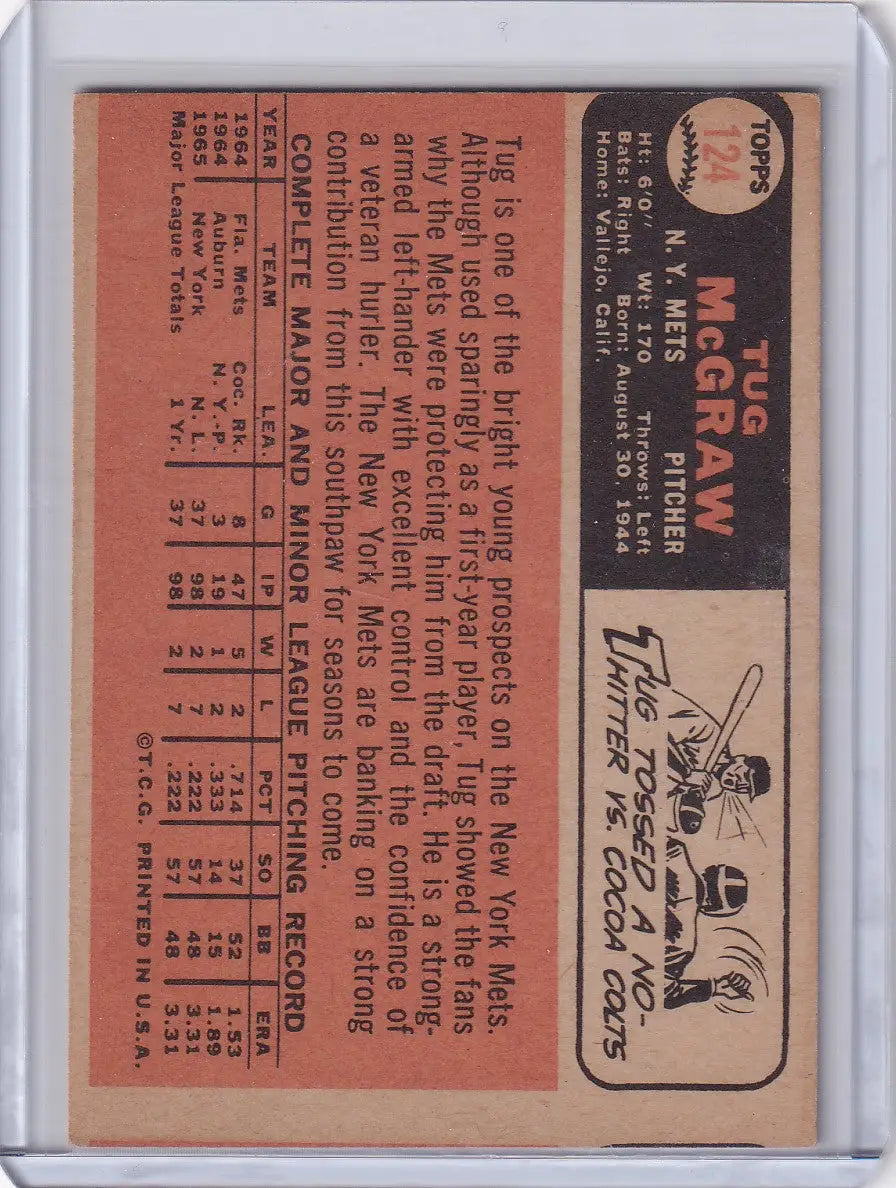 TOPPS
124
TUG
McGRAW
N. Y. METS PITCHER
Ht: 6'0" Wt: 170 Throws: Left
Bats: Right Born: August 30, 1944
Home: Vallejo, Calif.
TUG TOSSED A NO-
HITTER VS. COCOA COLTS
Tug is one of the bright young prospects on the New York Mets.
Although used sparingly as a first-year player, Tug showed the fans
why the Mets were protecting him from the draft. He is a strong-
armed left-hander with excellent control and the confidence of
a veteran hurler. The New York Mets are banking on a strong
contribution from this southpaw for seasons to come.
COMPLETE MAJOR AND MINOR LEAGUE PITCHING RECORD
YEAR TEAM LEA. G IP W L PCT SO BB ERA
1964 Fla. Mets Coc. Rk. 8 47 5 2 .714 37 52 1.53
1964 Auburn N. Y.-P. 3 19 1 2 .333 14 15 1.89
1965 New York N. L. 37 98 2 7 .222 57 48 3.31
Major League Totals 1 Yr. 37 98 2 7 .222 57 48 3.31
©T.C.G. PRINTED IN U.S.A.